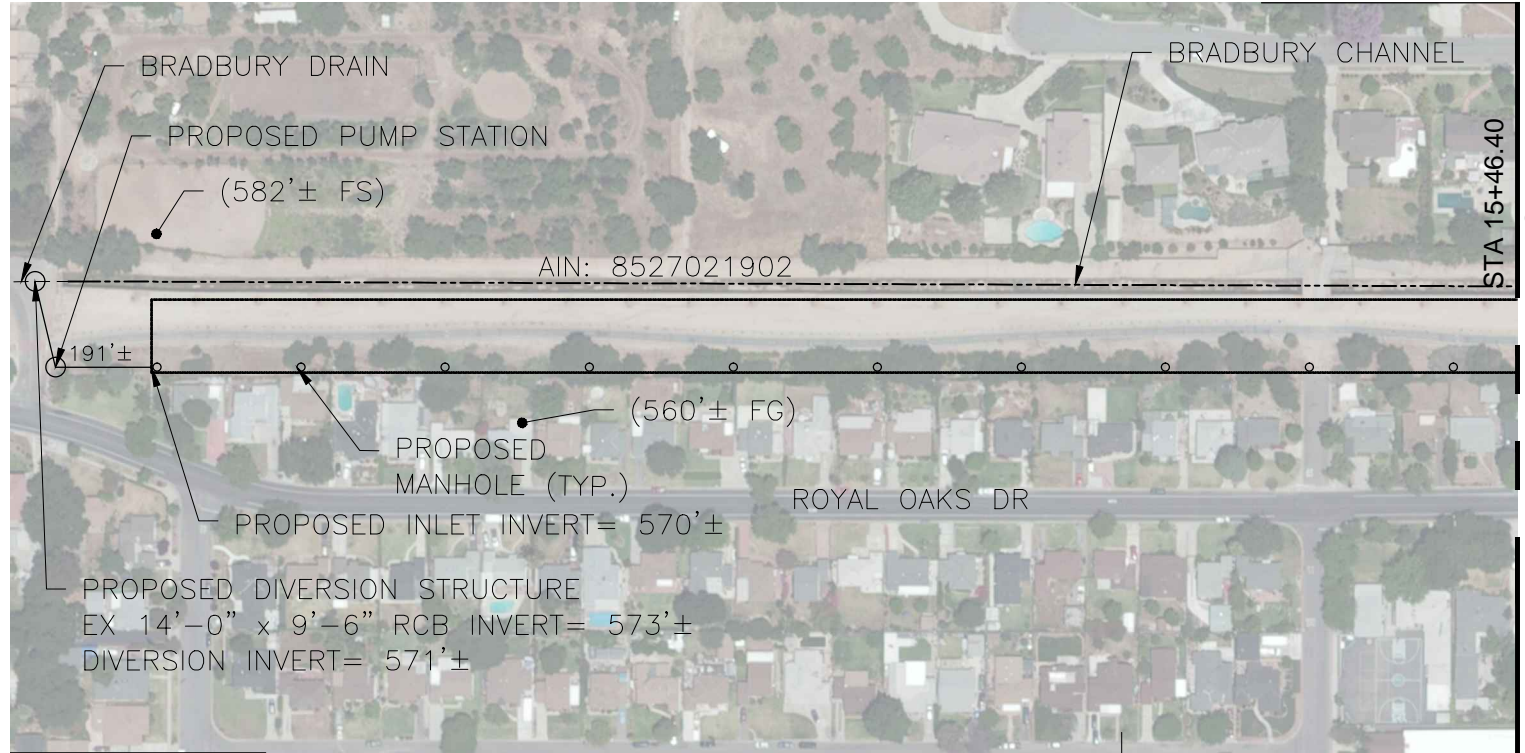 BRADBURY DRAIN
BRADBURY CHANNEL
PROPOSED PUMP STATION
(582'± FS)
STA 15+46.40
AIN: 8527021902
191'±
(560'± FG)
PROPOSED
MANHOLE (TYP.)
ROYAL OAKS DR
PROPOSED INLET INVERT= 570'±
PROPOSED DIVERSION STRUCTURE
EX 14'-0" x 9'-6" RCB INVERT= 573'±
DIVERSION INVERT= 571'±